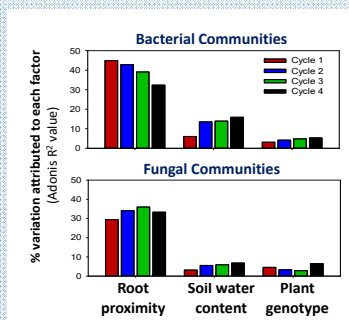 Bacterial Communities
50
40
30
20
10
0
Cycle 1
Cycle 2
Cycle 3
Cycle 4
% variation attributed to each factor
(Adonis R² value)
Fungal Communities
50
40
30
20
10
0
Root
proximity
Soil water
content
Plant
genotype